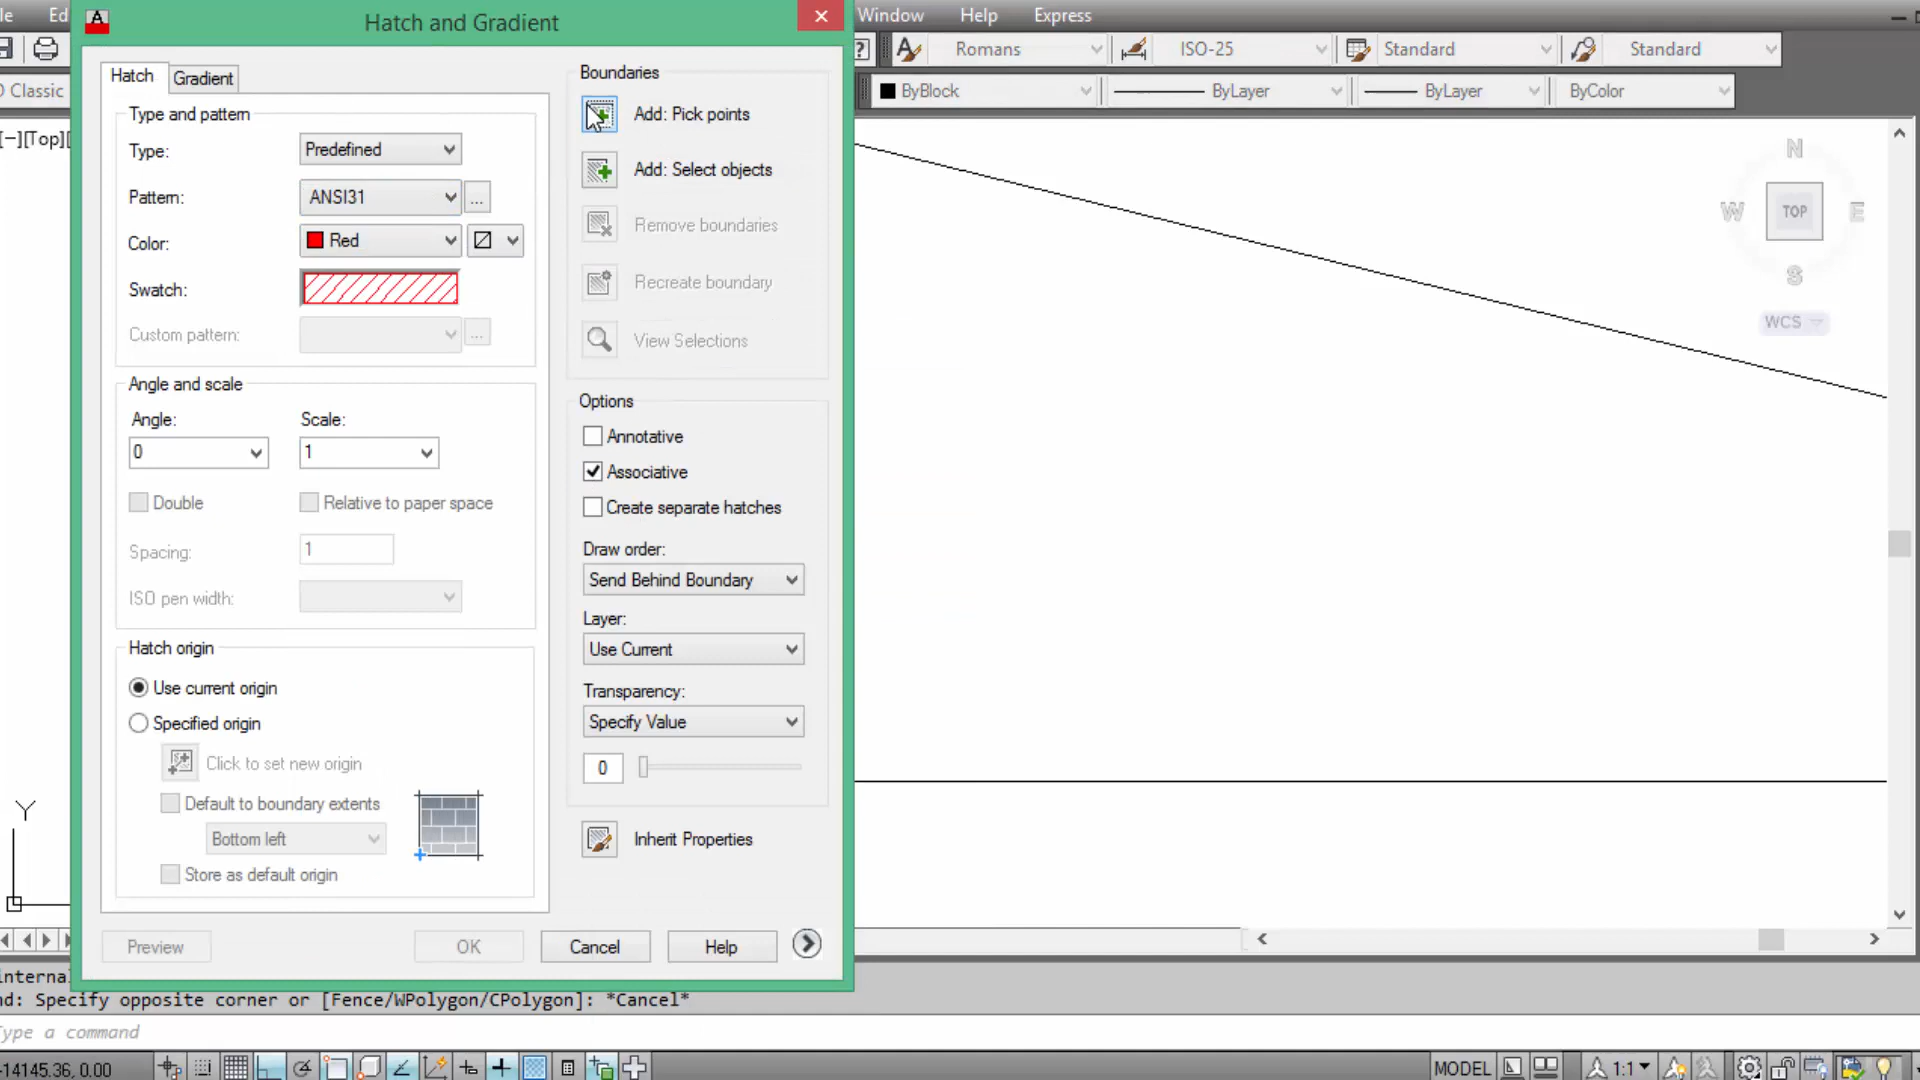 le Ed
Hatch and Gradient
Window Help Express
Romans ISO-25 Standard Standard
D Classic
ByBlock ByLayer ByLayer ByColor
[−][Top][
Hatch Gradient
Type and pattern
Type: Predefined
Pattern: ANSI31 ...
Color: Red
Swatch:
Custom pattern: ...
Angle and scale
Angle: Scale:
0 1
Double Relative to paper space
Spacing: 1
ISO pen width:
Hatch origin
Use current origin
Specified origin
Click to set new origin
Default to boundary extents
Bottom left
Store as default origin
Boundaries
Add: Pick points
Add: Select objects
Remove boundaries
Recreate boundary
View Selections
Options
Annotative
Associative
Create separate hatches
Draw order:
Send Behind Boundary
Layer:
Use Current
Transparency:
Specify Value
0
Inherit Properties
Preview OK Cancel Help
N
W TOP E
S
WCS
Y
interna
nd: Specify opposite corner or [Fence/WPolygon/CPolygon]: *Cancel*
Type a command
-14145.36, 0.00 MODEL 1:1